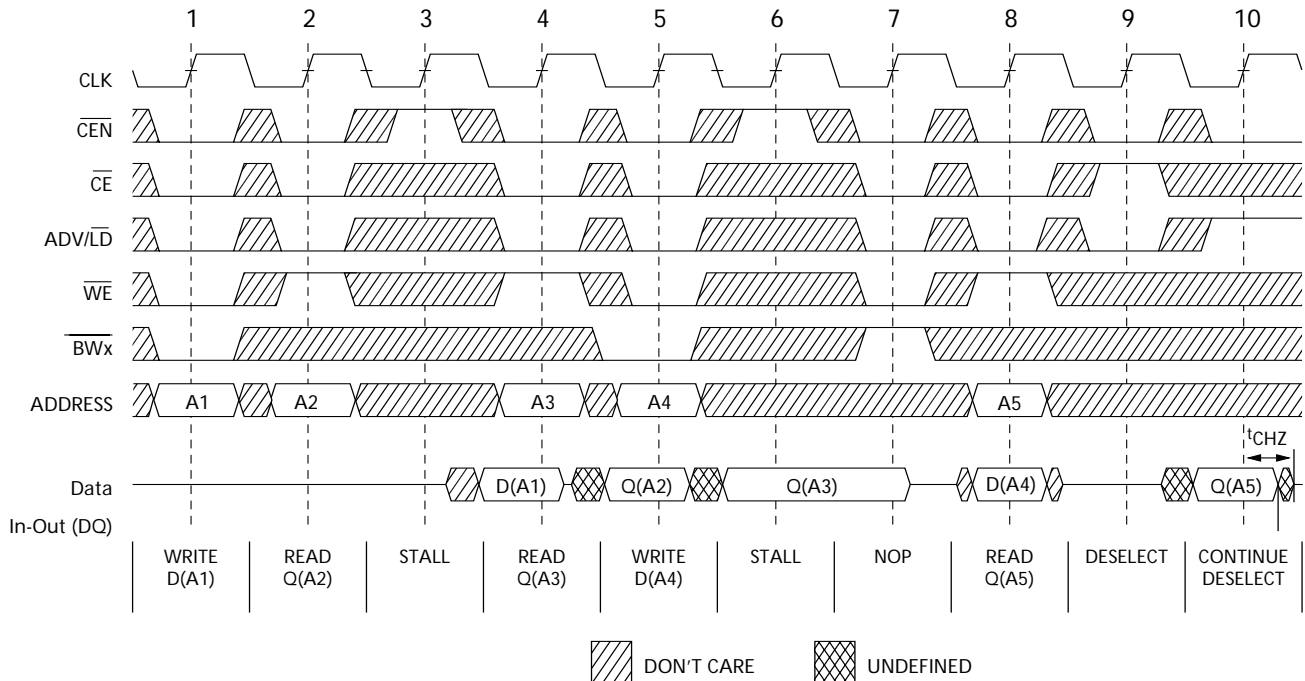 1 2 3 4 5 6 7 8 9 10
CLK
CEN
CE
ADV/LD
WE
BWx
ADDRESS A1 A2 A3 A4 A5
tCHZ
Data D(A1) Q(A2) Q(A3) D(A4) Q(A5)
In-Out (DQ)
WRITE READ STALL READ WRITE STALL NOP READ DESELECT CONTINUE
D(A1) Q(A2) Q(A3) D(A4) Q(A5) DESELECT
DON'T CARE UNDEFINED